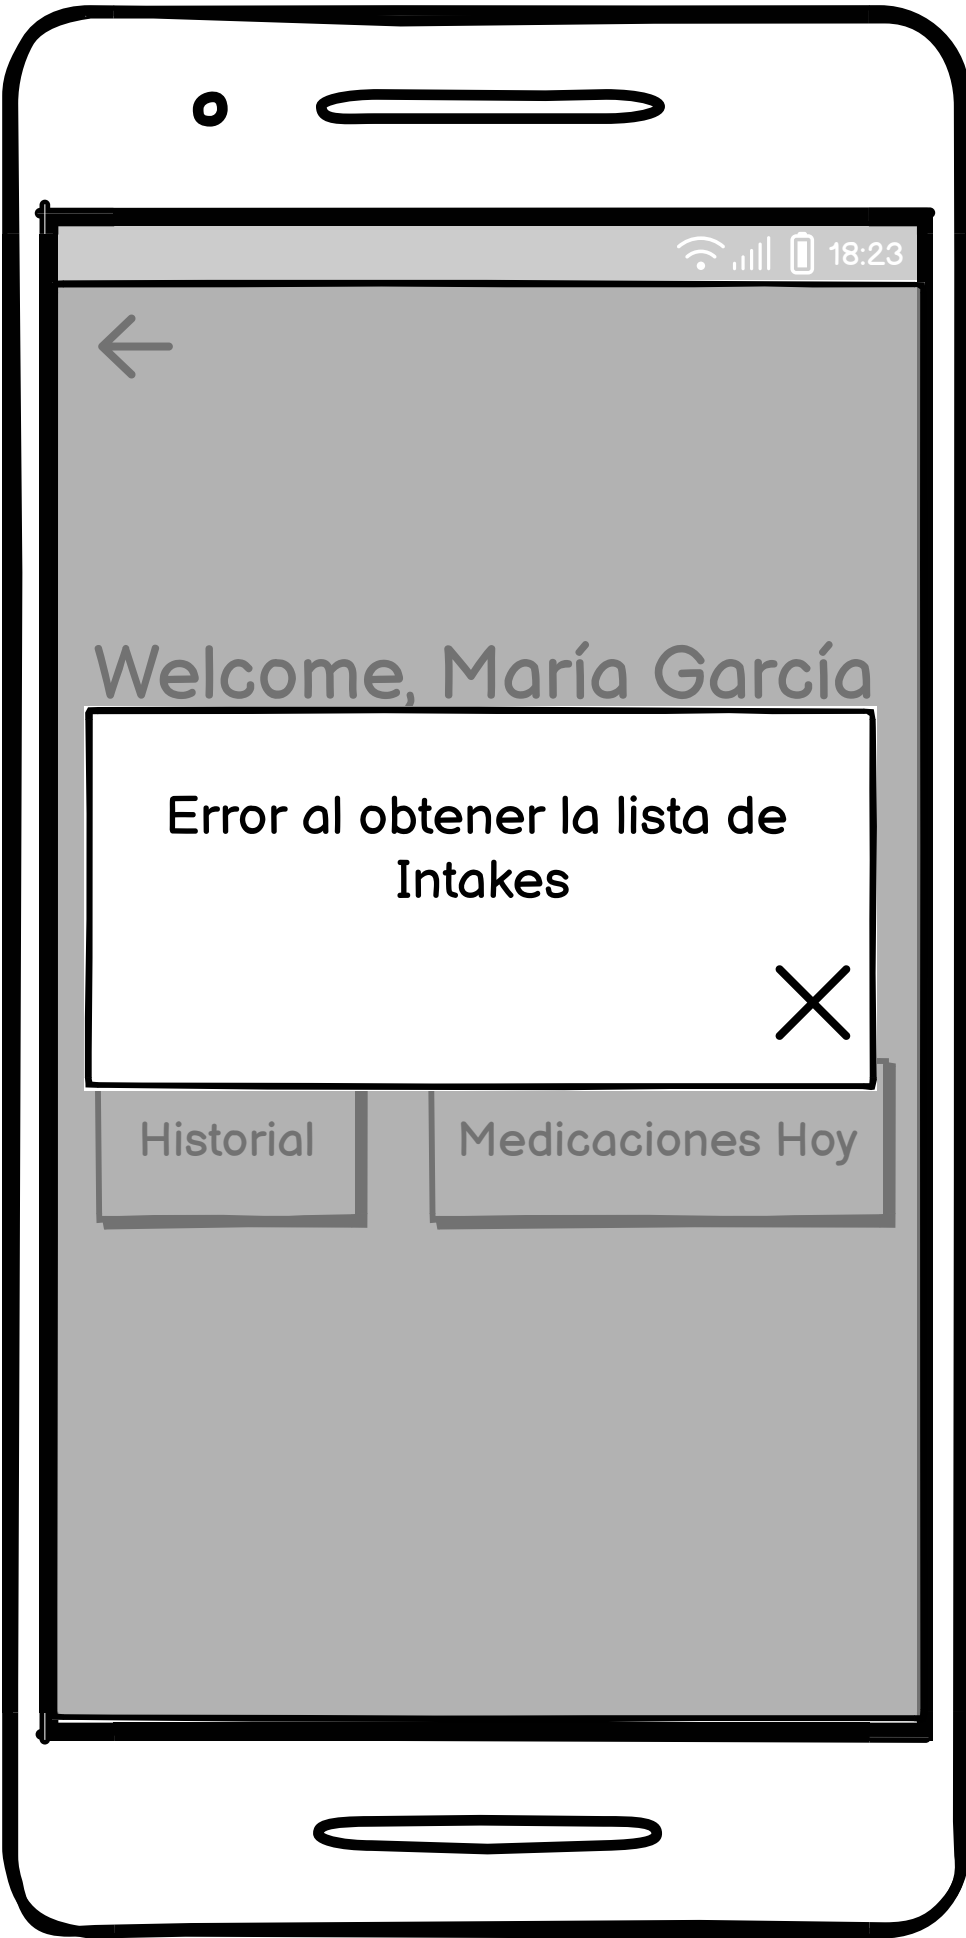 18:23
Welcome, María García
Error al obtener la lista de
Intakes
Historial
Medicaciones Hoy